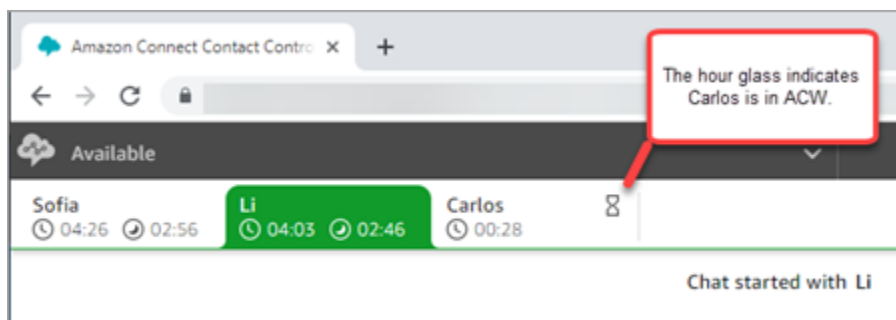 Amazon Connect Contact Contro
The hour glass indicates
Carlos is in ACW.
Available
Sofia
04:26 02:56
Li
04:03 02:46
Carlos
00:28
Chat started with Li